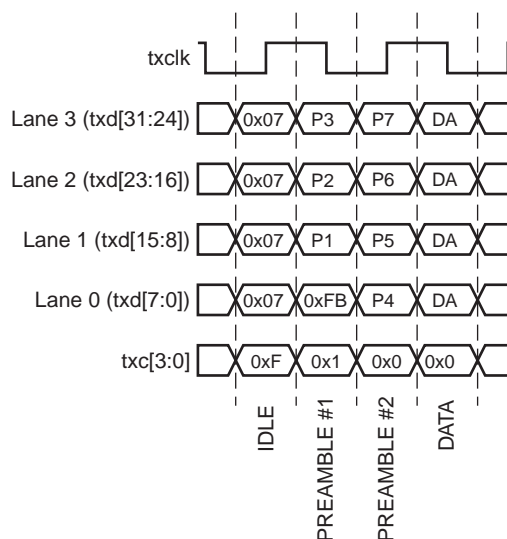 txclk
Lane 3 (txd[31:24]) 0x07 P3 P7 DA
Lane 2 (txd[23:16]) 0x07 P2 P6 DA
Lane 1 (txd[15:8]) 0x07 P1 P5 DA
Lane 0 (txd[7:0]) 0x07 0xFB P4 DA
txc[3:0] 0xF 0x1 0x0 0x0
IDLE
PREAMBLE #1
PREAMBLE #2
DATA